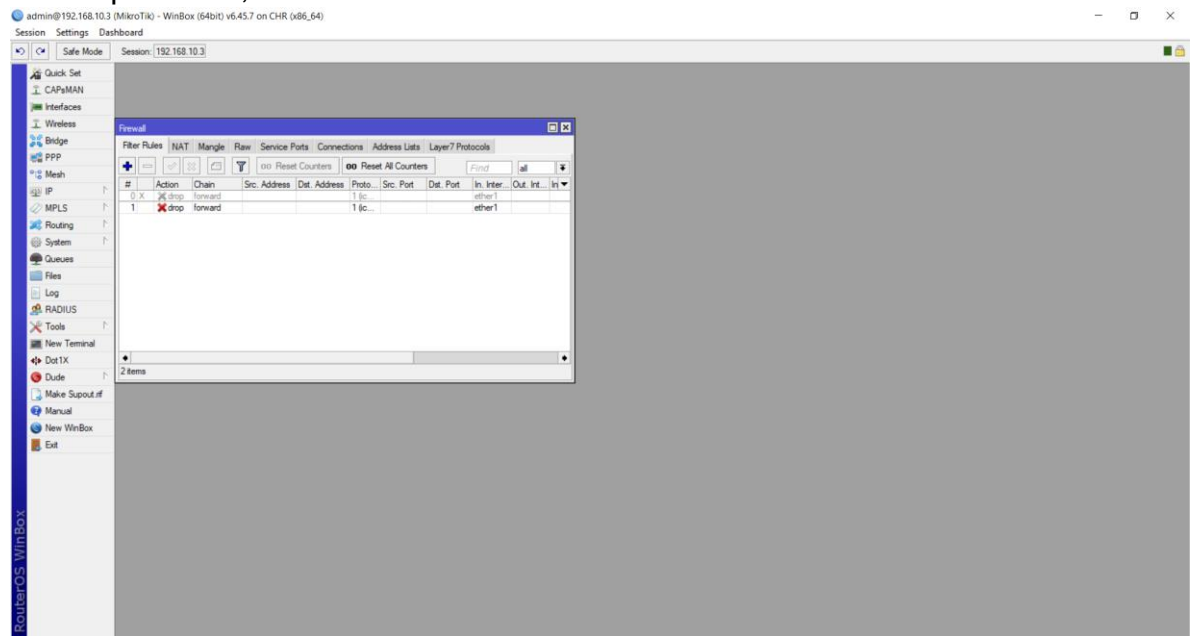 admin@192.168.10.3 (MikroTik) - WinBox (64bit) v6.45.7 on CHR (x86_64)
Session Settings Dashboard
Safe Mode Session: 192.168.10.3
Quick Set
CAPsMAN
Interfaces
Wireless
Bridge
PPP
Mesh
IP
MPLS
Routing
System
Queues
Files
Log
RADIUS
Tools
New Terminal
Dot1X
Dude
Make Supout.rif
Manual
New WinBox
Exit
RouterOS WinBox
Firewall
Filter Rules NAT Mangle Raw Service Ports Connections Address Lists Layer7 Protocols
00 Reset Counters 00 Reset All Counters Find all
# Action Chain Src. Address Dst. Address Proto... Src. Port Dst. Port In. Inter... Out. Int... In
0 X drop forward 1 (ic... ether1
1 drop forward 1 (ic... ether1
2 items